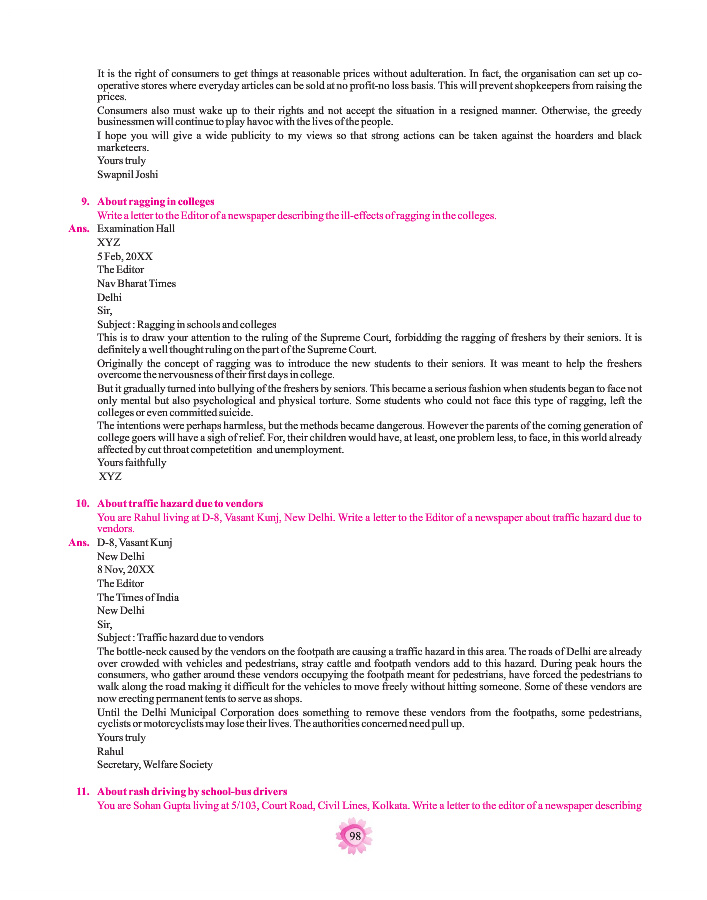 It is the right of consumers to get things at reasonable prices without adulteration. In fact, the organisation can set up co-
operative stores where everyday articles can be sold at no profit-no loss basis. This will prevent shopkeepers from raising the
prices.
Consumers also must wake up to their rights and not accept the situation in a resigned manner. Otherwise, the greedy
businessmen will continue to play havoc with the lives of the people.
I hope you will give a wide publicity to my views so that strong actions can be taken against the hoarders and black
marketeers.
Yours truly
Swapnil Joshi
9. About ragging in colleges
Write a letter to the Editor of a newspaper describing the ill-effects of ragging in the colleges.
Ans. Examination Hall
XYZ
5 Feb, 20XX
The Editor
Nav Bharat Times
Delhi
Sir,
Subject : Ragging in schools and colleges
This is to draw your attention to the ruling of the Supreme Court, forbidding the ragging of freshers by their seniors. It is
definitely a well thought ruling on the part of the Supreme Court.
Originally the concept of ragging was to introduce the new students to their seniors. It was meant to help the freshers
overcome the nervousness of their first days in college.
But it gradually turned into bullying of the freshers by seniors. This became a serious fashion when students began to face not
only mental but also psychological and physical torture. Some students who could not face this type of ragging, left the
colleges or even committed suicide.
The intentions were perhaps harmless, but the methods became dangerous. However the parents of the coming generation of
college goers will have a sigh of relief. For, their children would have, at least, one problem less, to face, in this world already
affected by cut throat competetition and unemployment.
Yours faithfully
XYZ
10. About traffic hazard due to vendors
You are Rahul living at D-8, Vasant Kunj, New Delhi. Write a letter to the Editor of a newspaper about traffic hazard due to
vendors.
Ans. D-8, Vasant Kunj
New Delhi
8 Nov, 20XX
The Editor
The Times of India
New Delhi
Sir,
Subject : Traffic hazard due to vendors
The bottle-neck caused by the vendors on the footpath are causing a traffic hazard in this area. The roads of Delhi are already
over crowded with vehicles and pedestrians, stray cattle and footpath vendors add to this hazard. During peak hours the
consumers, who gather around these vendors occupying the footpath meant for pedestrians, have forced the pedestrians to
walk along the road making it difficult for the vehicles to move freely without hitting someone. Some of these vendors are
now erecting permanent tents to serve as shops.
Until the Delhi Municipal Corporation does something to remove these vendors from the footpaths, some pedestrians,
cyclists or motorcyclists may lose their lives. The authorities concerned need pull up.
Yours truly
Rahul
Secretary, Welfare Society
11. About rash driving by school-bus drivers
You are Sohan Gupta living at 5/103, Court Road, Civil Lines, Kolkata. Write a letter to the editor of a newspaper describing
98